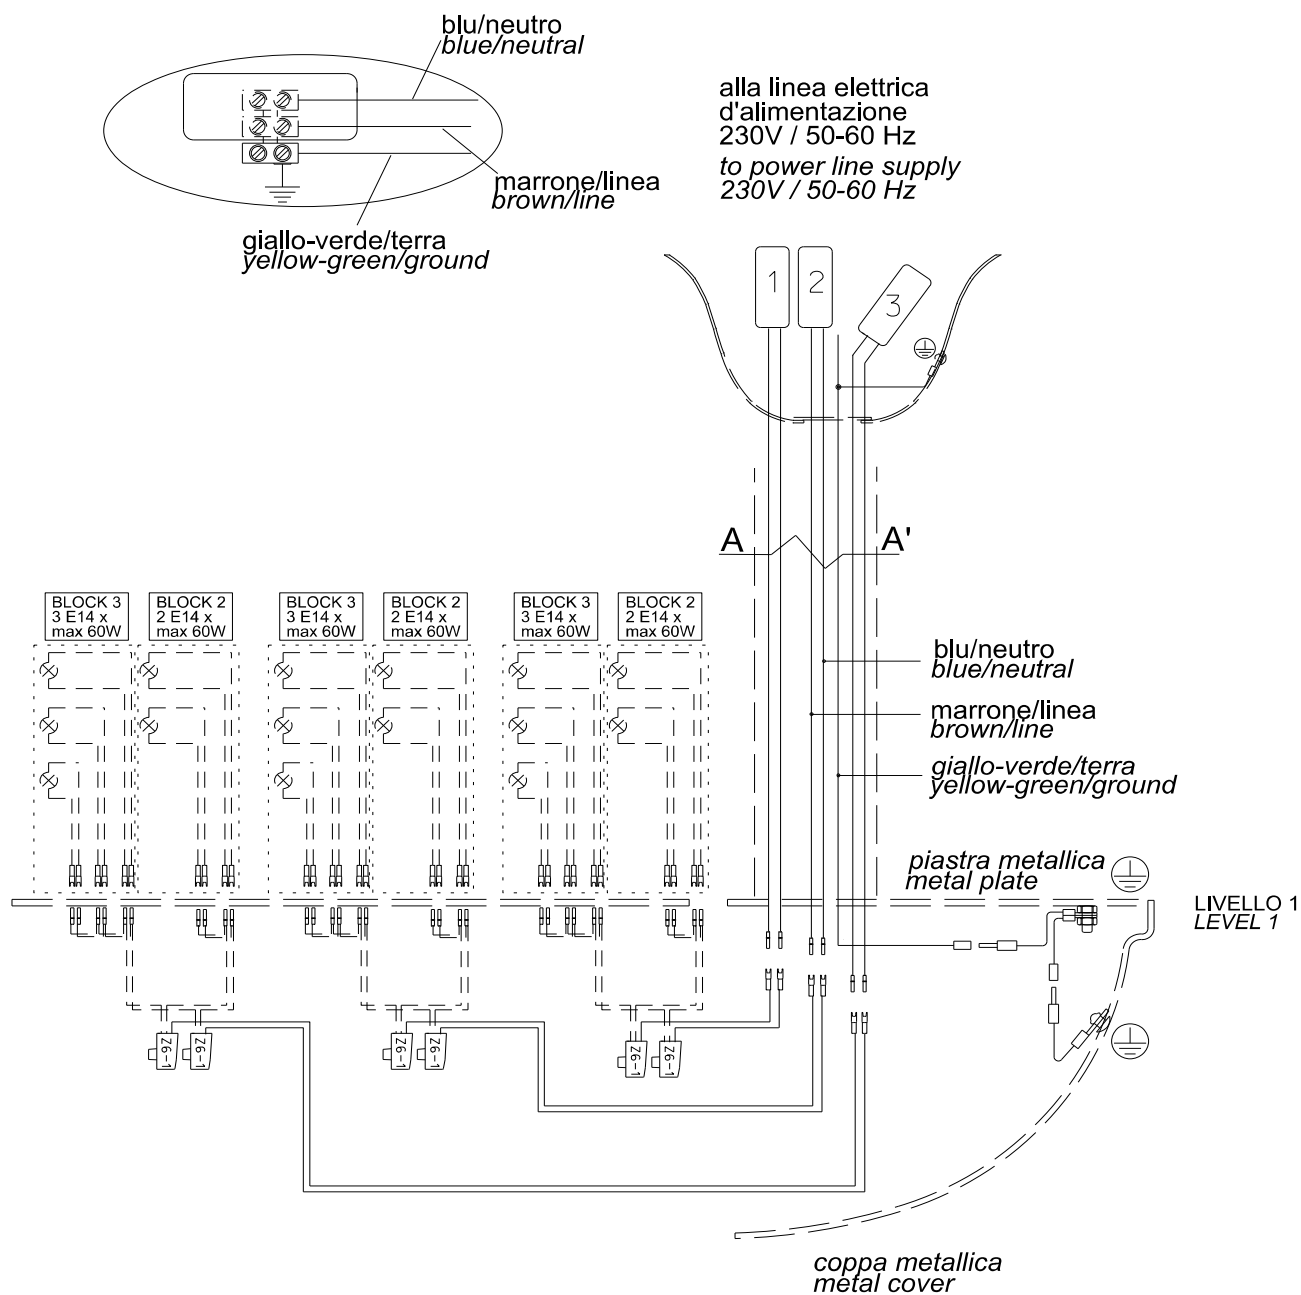 blu/neutro
blue/neutral
marrone/linea
brown/line
giallo-verde/terra
yellow-green/ground
alla linea elettrica
d'alimentazione
230V / 50-60 Hz
to power line supply
230V / 50-60 Hz
1
2
3
A
A'
BLOCK 3
3 E14 x
max 60W
BLOCK 2
2 E14 x
max 60W
BLOCK 3
3 E14 x
max 60W
BLOCK 2
2 E14 x
max 60W
BLOCK 3
3 E14 x
max 60W
BLOCK 2
2 E14 x
max 60W
blu/neutro
blue/neutral
marrone/linea
brown/line
giallo-verde/terra
yellow-green/ground
piastra metallica
metal plate
LIVELLO 1
LEVEL 1
Z6-1
Z6-1
Z6-1
Z6-1
Z6-1
Z6-1
coppa metallica
metal cover